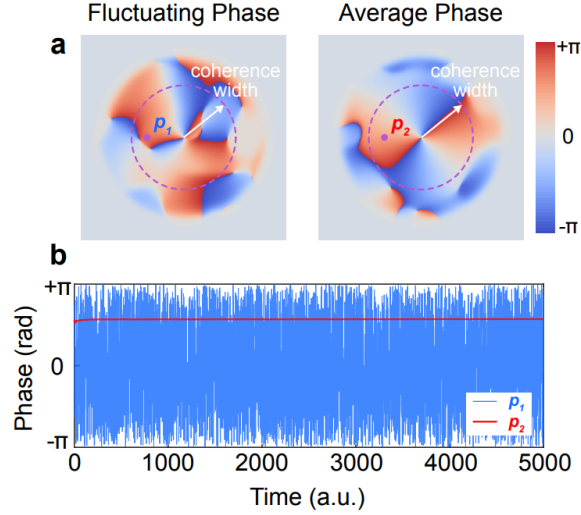 Fluctuating Phase
Average Phase
a
coherence
width
p1
coherence
width
p2
+π
0
-π
b
+π
0
-π
Phase (rad)
p1
p2
0
1000
2000
3000
4000
5000
Time (a.u.)